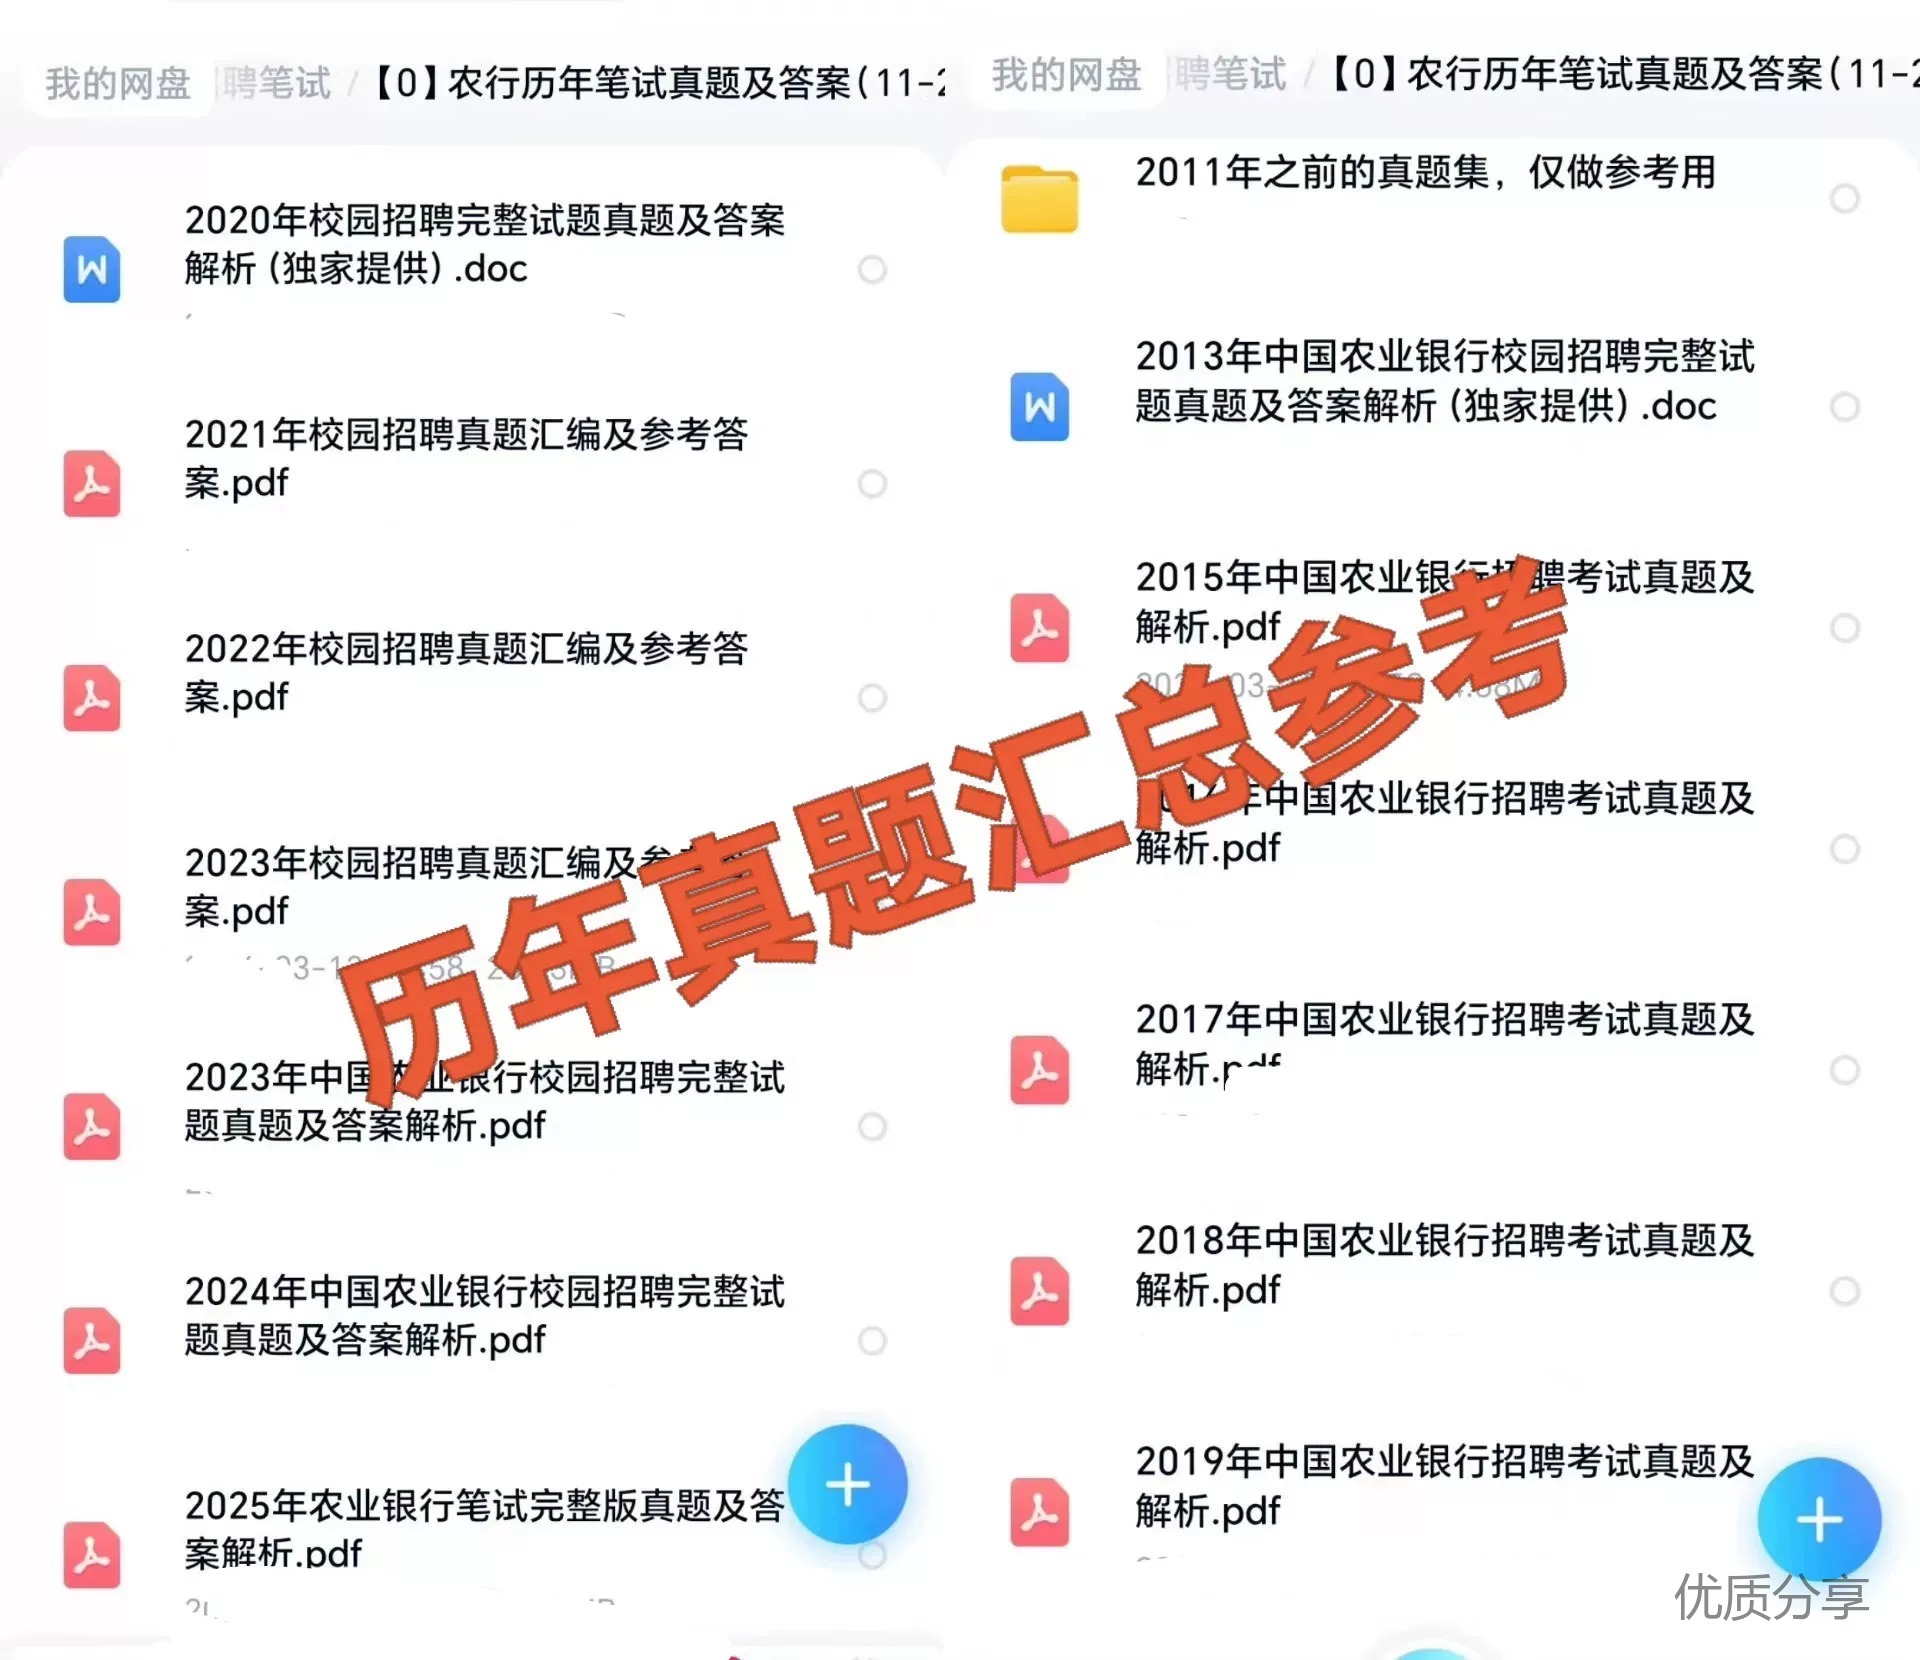 我的网盘
聘笔试 / 【0】农行历年笔试真题及答案(11-2
2020年校园招聘完整试题真题及答案
解析(独家提供).doc
2021年校园招聘真题汇编及参考答
案.pdf
2022年校园招聘真题汇编及参考答
案.pdf
2023年校园招聘真题汇编及参考答
案.pdf
2023年中国农业银行校园招聘完整试
题真题及答案解析.pdf
2024年中国农业银行校园招聘完整试
题真题及答案解析.pdf
2025年农业银行笔试完整版真题及答
案解析.pdf
我的网盘
聘笔试 / 【0】农行历年笔试真题及答案(11-2
2011年之前的真题集，仅做参考用
2013年中国农业银行校园招聘完整试
题真题及答案解析(独家提供).doc
2015年中国农业银行招聘考试真题及
解析.pdf
2016年中国农业银行招聘考试真题及
解析.pdf
2017年中国农业银行招聘考试真题及
解析.pdf
2018年中国农业银行招聘考试真题及
解析.pdf
2019年中国农业银行招聘考试真题及
解析.pdf
历年真题汇总参考
优质分享